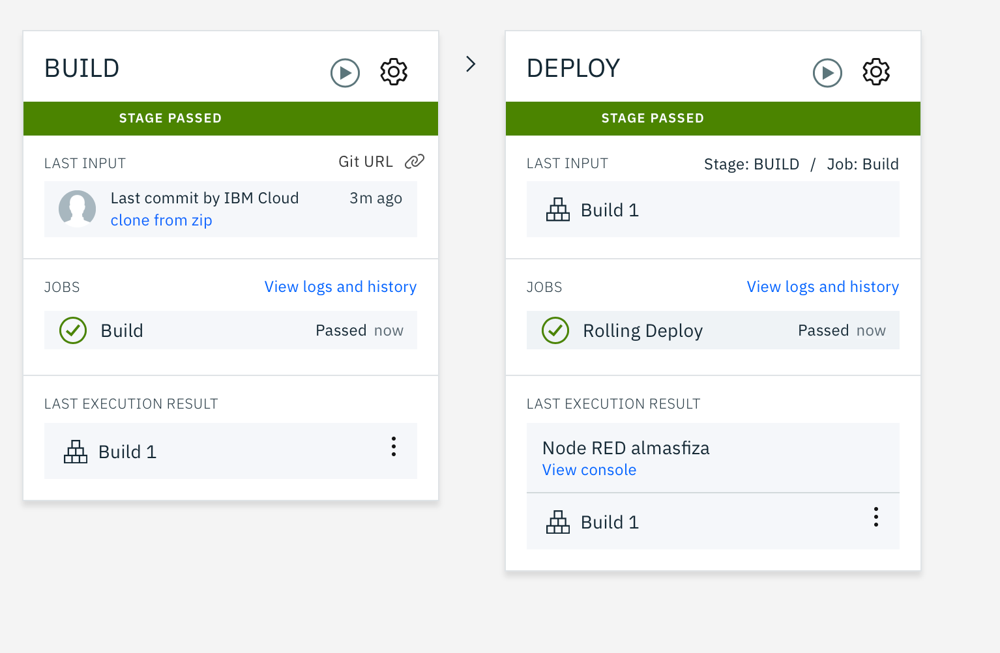 BUILD
STAGE PASSED
LAST INPUT Git URL
Last commit by IBM Cloud 3m ago
clone from zip
JOBS View logs and history
Build Passed now
LAST EXECUTION RESULT
Build 1
DEPLOY
STAGE PASSED
LAST INPUT Stage: BUILD / Job: Build
Build 1
JOBS View logs and history
Rolling Deploy Passed now
LAST EXECUTION RESULT
Node RED almasfiza
View console
Build 1